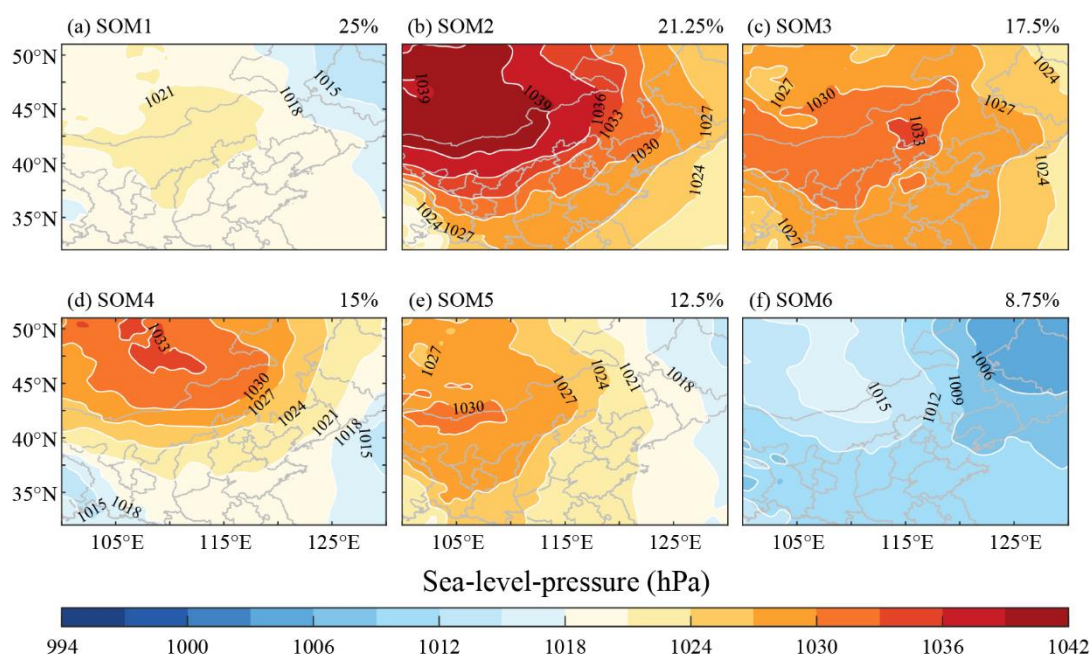 (a) SOM1 25% (b) SOM2 21.25% (c) SOM3 17.5%
50°N
45°N
40°N
35°N
1021
1018
1015
1039
1039
1036
1033
1030
1027
1024
1024
1027
1027
1030
1033
1027
1024
1024
1027
(d) SOM4 15% (e) SOM5 12.5% (f) SOM6 8.75%
50°N
45°N
40°N
35°N
1033
1030
1027
1024
1021
1018
1015
1015
1018
1027
1030
1027
1024
1021
1018
1015
1012
1009
1006
105°E 115°E 125°E 105°E 115°E 125°E 105°E 115°E 125°E
Sea-level-pressure (hPa)
994 1000 1006 1012 1018 1024 1030 1036 1042